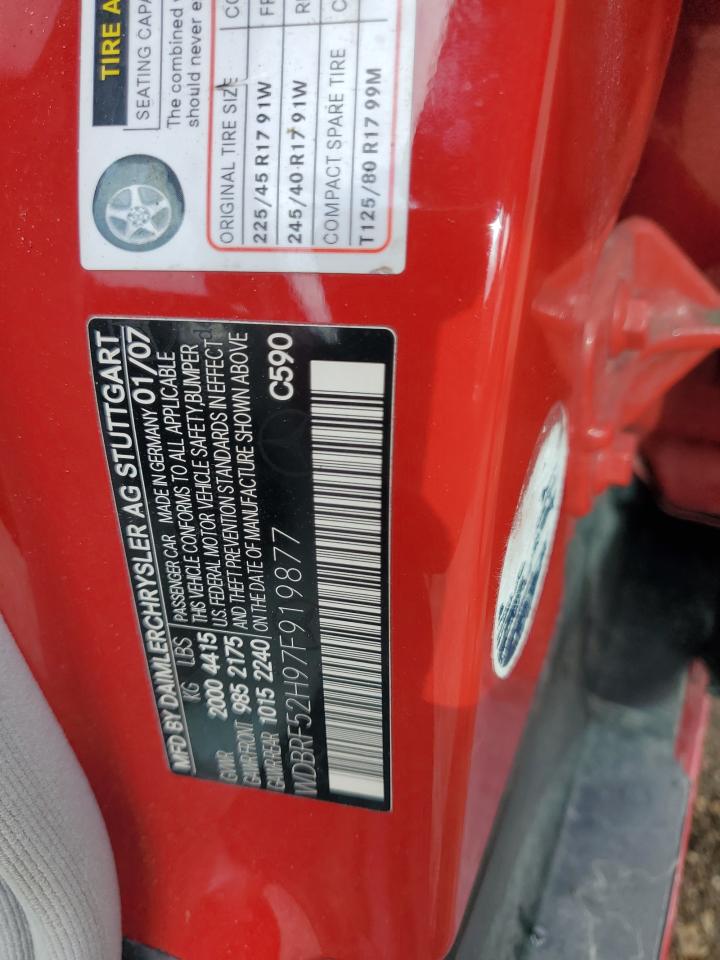 TIRE A
SEATING CAPA
The combined
should never e
ORIGINAL TIRE SIZE
225/45 R17 91W
245/40 R17 91W
COMPACT SPARE TIRE
T125/80 R17 99M
MFD BY DAIMLERCHRYSLER AG STUTTGART
KG LBS PASSENGER CAR MADE IN GERMANY 01/07
GVWR 2000 4415 THIS VEHICLE CONFORMS TO ALL APPLICABLE
U.S. FEDERAL MOTOR VEHICLE SAFETY, BUMPER
GAWR FRONT 985 2175 AND THEFT PREVENTION STANDARDS IN EFFECT
GAWR REAR 1015 2240 ON THE DATE OF MANUFACTURE SHOWN ABOVE
C590
WDBRF52H97F919877